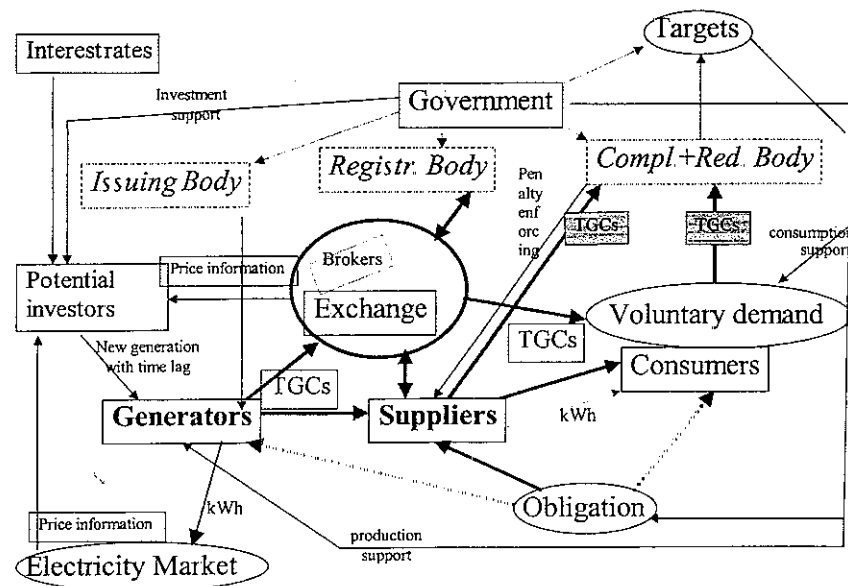 Targets
Interestrates
Investment
support
Government
Issuing Body
Registr. Body
Compl.+Red. Body
Pen
alty
enf
orc
ing
TGCs
TGCs
consumption
support
Potential
investors
Price information
Brokers
Exchange
Voluntary demand
TGCs
Consumers
New generation
with time lag
TGCs
Generators
Suppliers
kWh
Obligation
kWh
Price information
production
support
Electricity Market